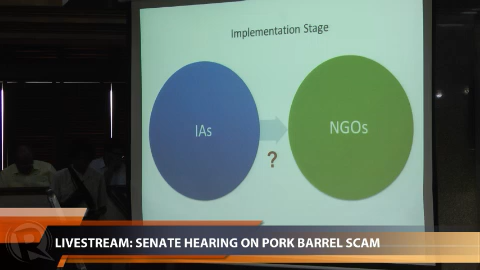 Implementation Stage
IAs
NGOs
?
LIVESTREAM: SENATE HEARING ON PORK BARREL SCAM